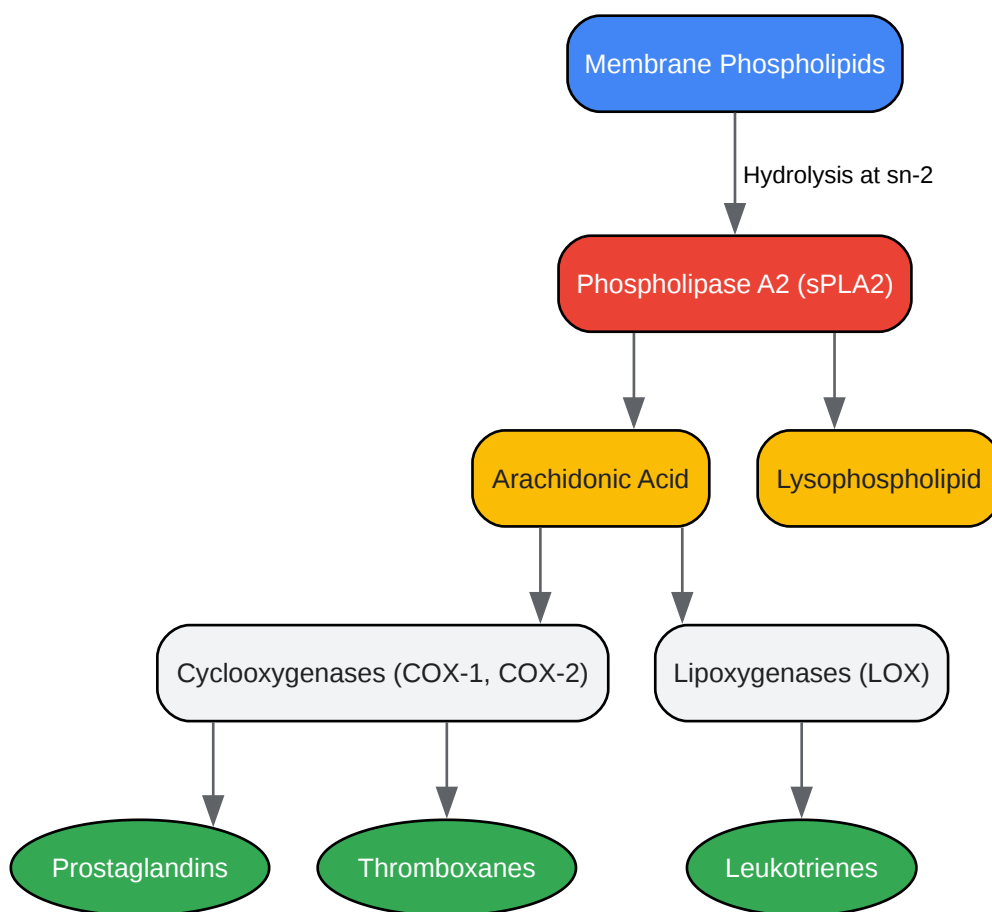 Membrane Phospholipids
Hydrolysis at sn-2
Phospholipase A2 (sPLA2)
Arachidonic Acid
Lysophospholipid
Cyclooxygenases (COX-1, COX-2)
Lipoxygenases (LOX)
Prostaglandins
Thromboxanes
Leukotrienes